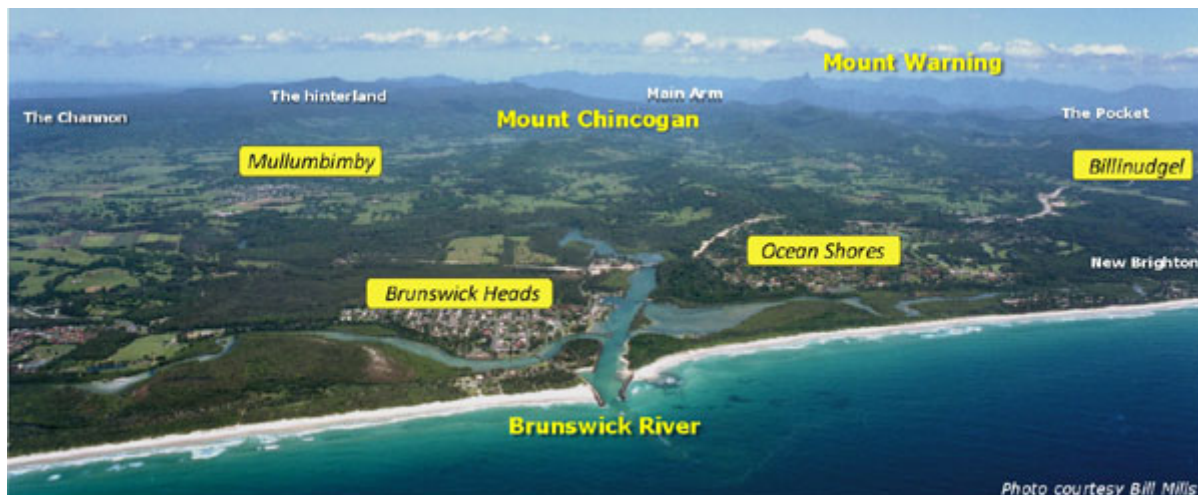 Mount Warning
The hinterland
Main Arm
The Channon
Mount Chincogan
The Pocket
Mullumbimby
Billinudgel
Ocean Shores
New Brighton
Brunswick Heads
Brunswick River
Photo courtesy Bill Mills